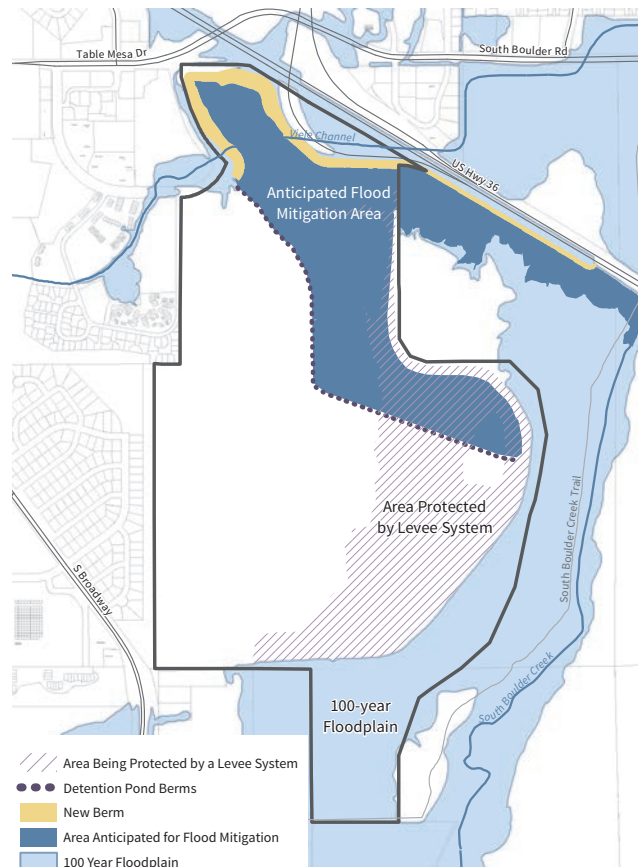 Table Mesa Dr
South Boulder Rd
Viele Channel
US Hwy 36
Anticipated Flood
Mitigation Area
Area Protected
by Levee System
South Boulder Creek Trail
S Broadway
South Boulder Creek
100-year
Floodplain
Area Being Protected by a Levee System
Detention Pond Berms
New Berm
Area Anticipated for Flood Mitigation
100 Year Floodplain